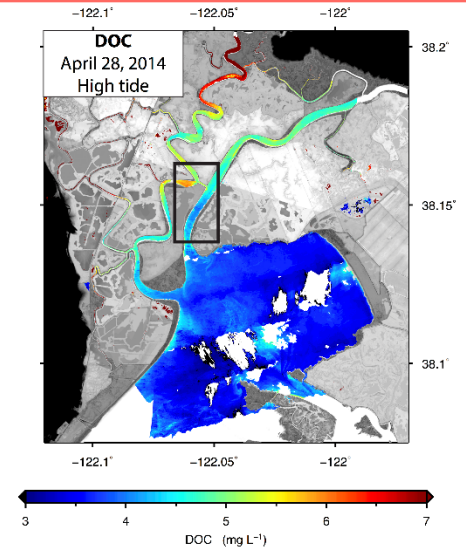 −122.1˚ −122.05˚ −122˚
DOC
April 28, 2014
High tide
38.2˚
38.15˚
38.1˚
−122.1˚ −122.05˚ −122˚
3 4 5 6 7
DOC (mg L⁻¹)